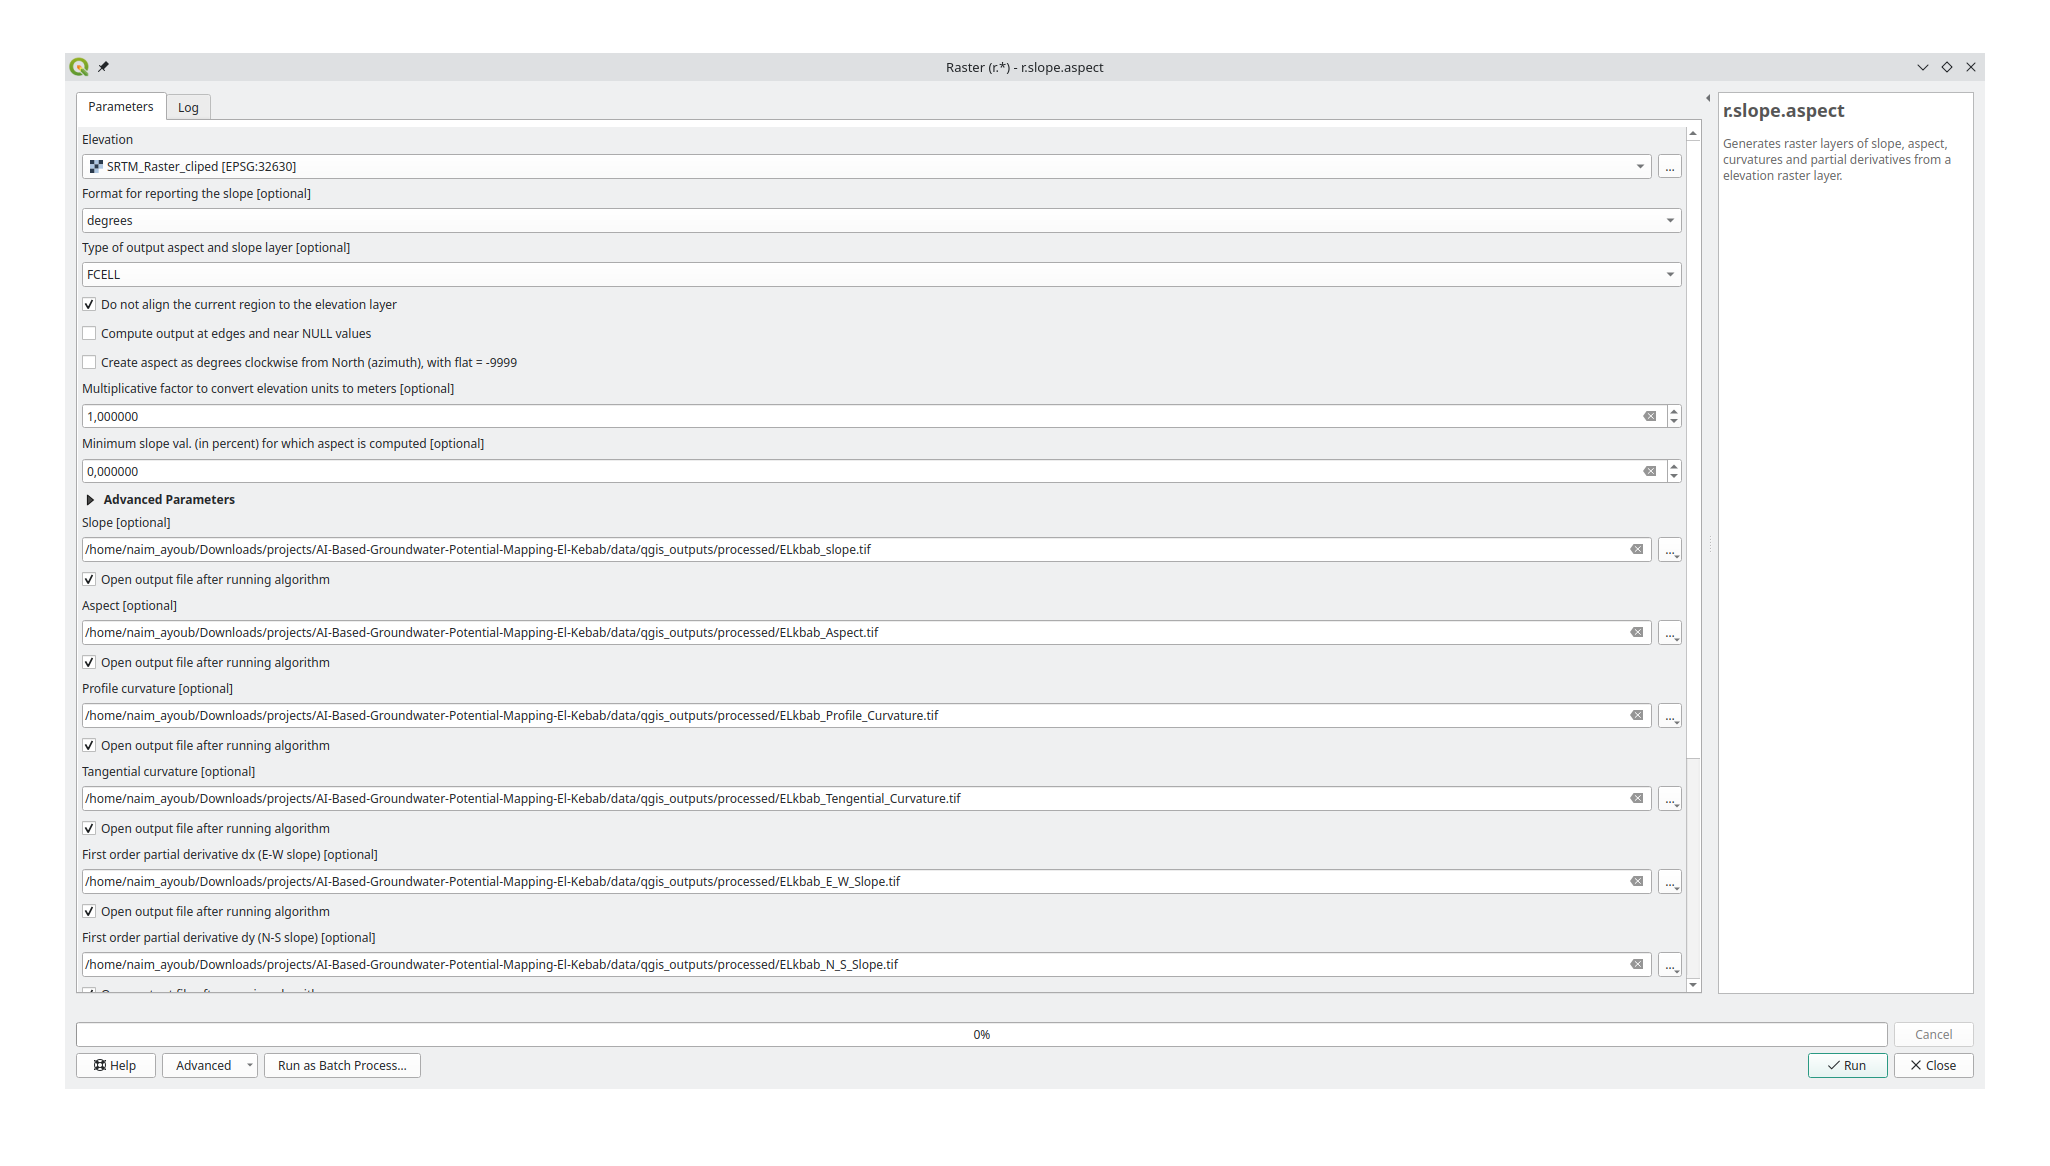 Raster (r.*) - r.slope.aspect
Parameters
Log
Elevation
SRTM_Raster_cliped [EPSG:32630]
...
Format for reporting the slope [optional]
degrees
Type of output aspect and slope layer [optional]
FCELL
Do not align the current region to the elevation layer
Compute output at edges and near NULL values
Create aspect as degrees clockwise from North (azimuth), with flat = -9999
Multiplicative factor to convert elevation units to meters [optional]
1,000000
Minimum slope val. (in percent) for which aspect is computed [optional]
0,000000
Advanced Parameters
Slope [optional]
/home/naim_ayoub/Downloads/projects/AI-Based-Groundwater-Potential-Mapping-El-Kebab/data/qgis_outputs/processed/ELkbab_slope.tif
...
Open output file after running algorithm
Aspect [optional]
/home/naim_ayoub/Downloads/projects/AI-Based-Groundwater-Potential-Mapping-El-Kebab/data/qgis_outputs/processed/ELkbab_Aspect.tif
...
Open output file after running algorithm
Profile curvature [optional]
/home/naim_ayoub/Downloads/projects/AI-Based-Groundwater-Potential-Mapping-El-Kebab/data/qgis_outputs/processed/ELkbab_Profile_Curvature.tif
...
Open output file after running algorithm
Tangential curvature [optional]
/home/naim_ayoub/Downloads/projects/AI-Based-Groundwater-Potential-Mapping-El-Kebab/data/qgis_outputs/processed/ELkbab_Tengential_Curvature.tif
...
Open output file after running algorithm
First order partial derivative dx (E-W slope) [optional]
/home/naim_ayoub/Downloads/projects/AI-Based-Groundwater-Potential-Mapping-El-Kebab/data/qgis_outputs/processed/ELkbab_E_W_Slope.tif
...
Open output file after running algorithm
First order partial derivative dy (N-S slope) [optional]
/home/naim_ayoub/Downloads/projects/AI-Based-Groundwater-Potential-Mapping-El-Kebab/data/qgis_outputs/processed/ELkbab_N_S_Slope.tif
...
r.slope.aspect
Generates raster layers of slope, aspect,
curvatures and partial derivatives from a
elevation raster layer.
0%
Cancel
Help
Advanced
Run as Batch Process...
Run
Close